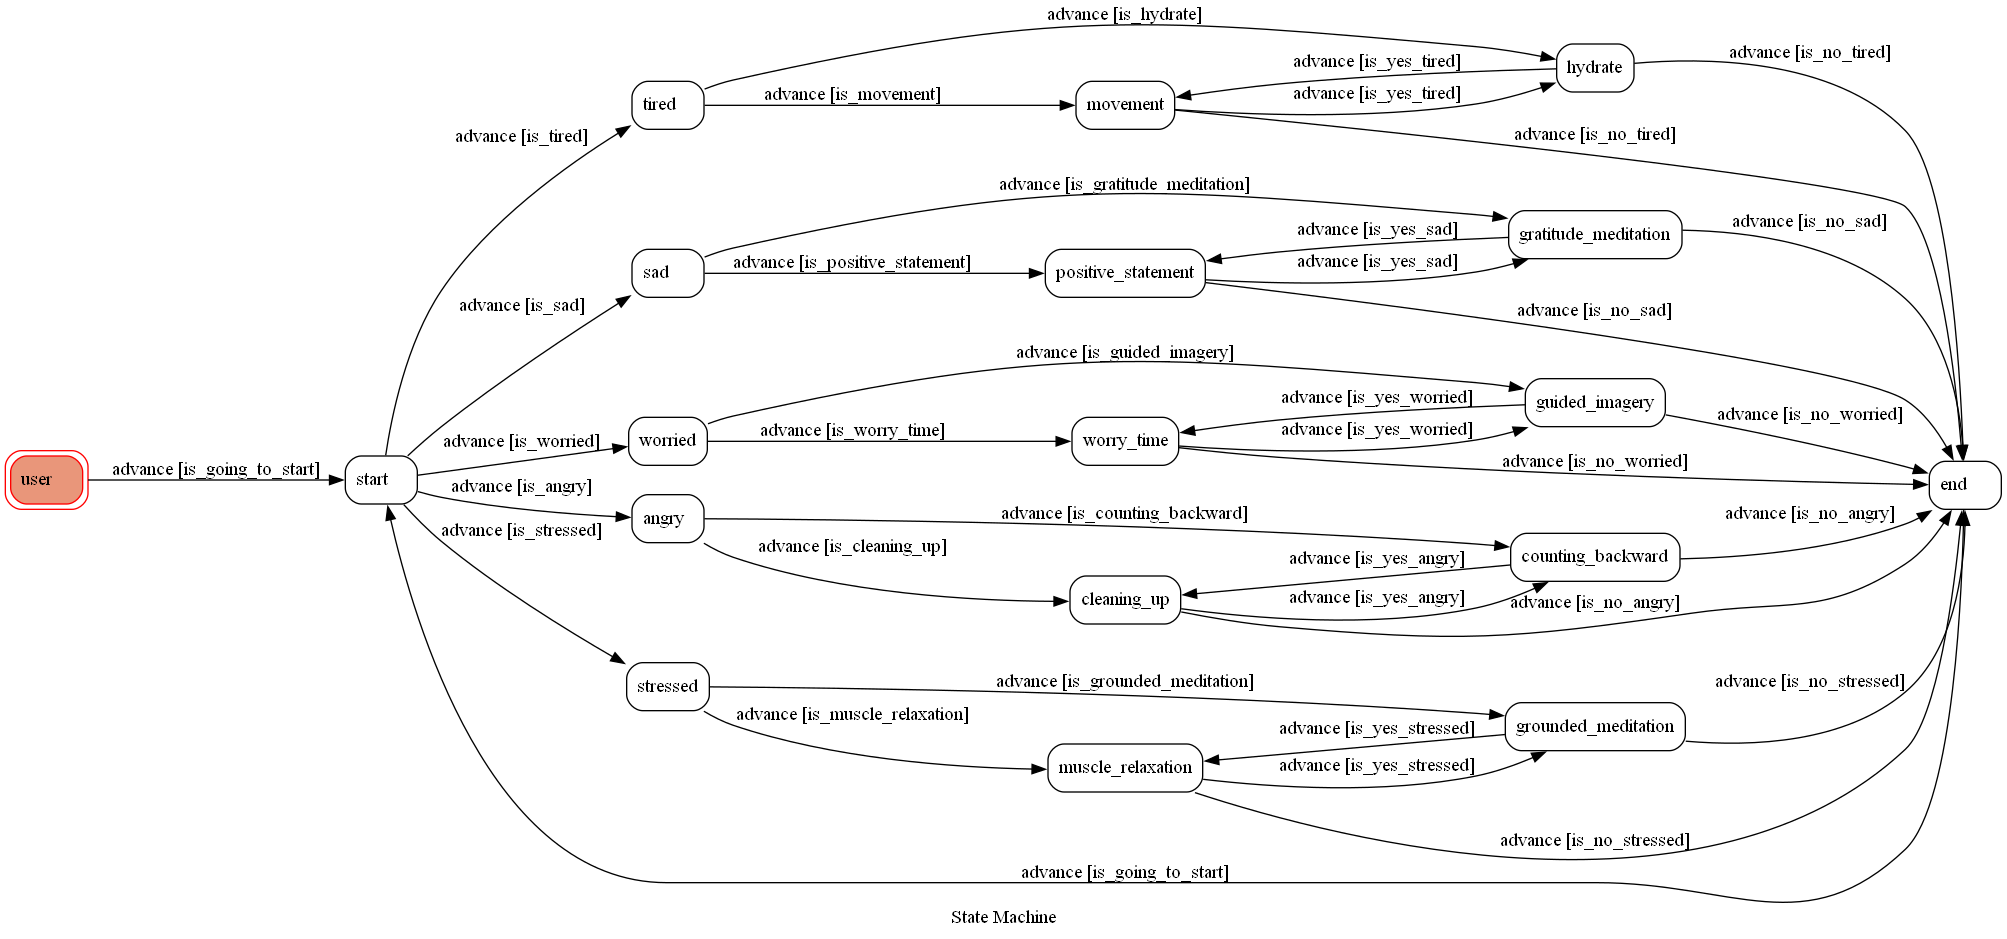 advance [is_hydrate]
advance [is_no_tired]
hydrate
advance [is_yes_tired]
advance [is_yes_tired]
tired
advance [is_movement]
movement
advance [is_tired]
advance [is_no_tired]
advance [is_gratitude_meditation]
advance [is_no_sad]
gratitude_meditation
advance [is_yes_sad]
advance [is_yes_sad]
sad
advance [is_positive_statement]
positive_statement
advance [is_sad]
advance [is_no_sad]
advance [is_guided_imagery]
guided_imagery
advance [is_yes_worried]
advance [is_no_worried]
advance [is_yes_worried]
worried
advance [is_worry_time]
worry_time
advance [is_worried]
advance [is_no_worried]
user
advance [is_going_to_start]
start
end
advance [is_angry]
angry
advance [is_counting_backward]
advance [is_no_angry]
advance [is_stressed]
advance [is_cleaning_up]
counting_backward
advance [is_yes_angry]
cleaning_up
advance [is_yes_angry]
advance [is_no_angry]
stressed
advance [is_grounded_meditation]
advance [is_no_stressed]
advance [is_muscle_relaxation]
grounded_meditation
advance [is_yes_stressed]
muscle_relaxation
advance [is_yes_stressed]
advance [is_no_stressed]
advance [is_going_to_start]
State Machine